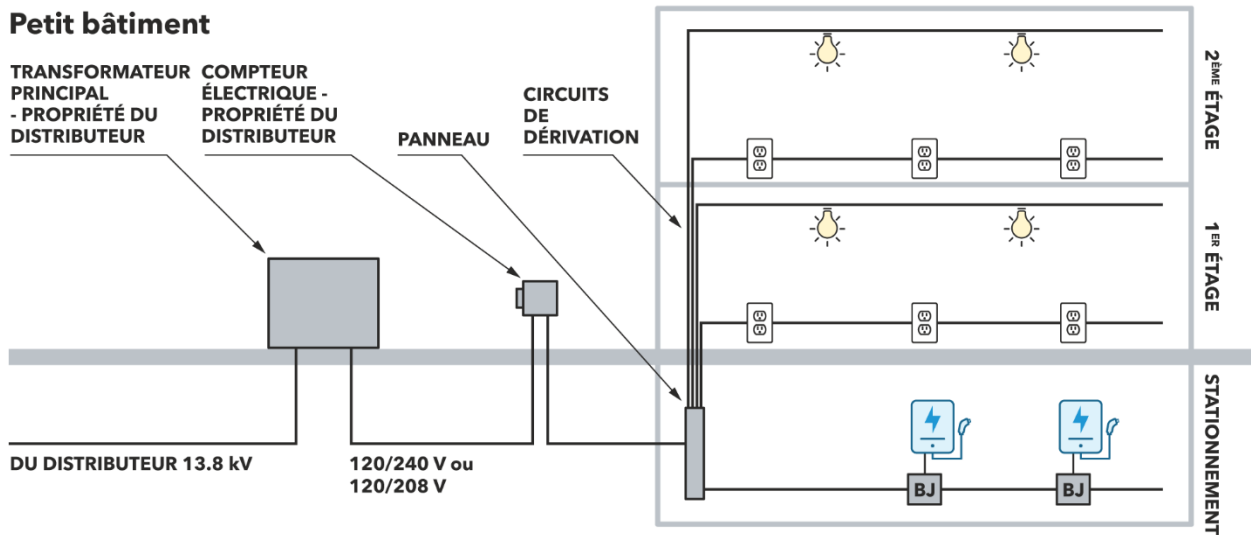 Petit bâtiment
TRANSFORMATEUR
PRINCIPAL
- PROPRIÉTÉ DU
DISTRIBUTEUR
COMPTEUR
ÉLECTRIQUE -
PROPRIÉTÉ DU
DISTRIBUTEUR
PANNEAU
CIRCUITS
DE
DÉRIVATION
2ÈME ÉTAGE
1ER ÉTAGE
STATIONNEMENT
DU DISTRIBUTEUR 13.8 kV
120/240 V ou
120/208 V
BJ
BJ